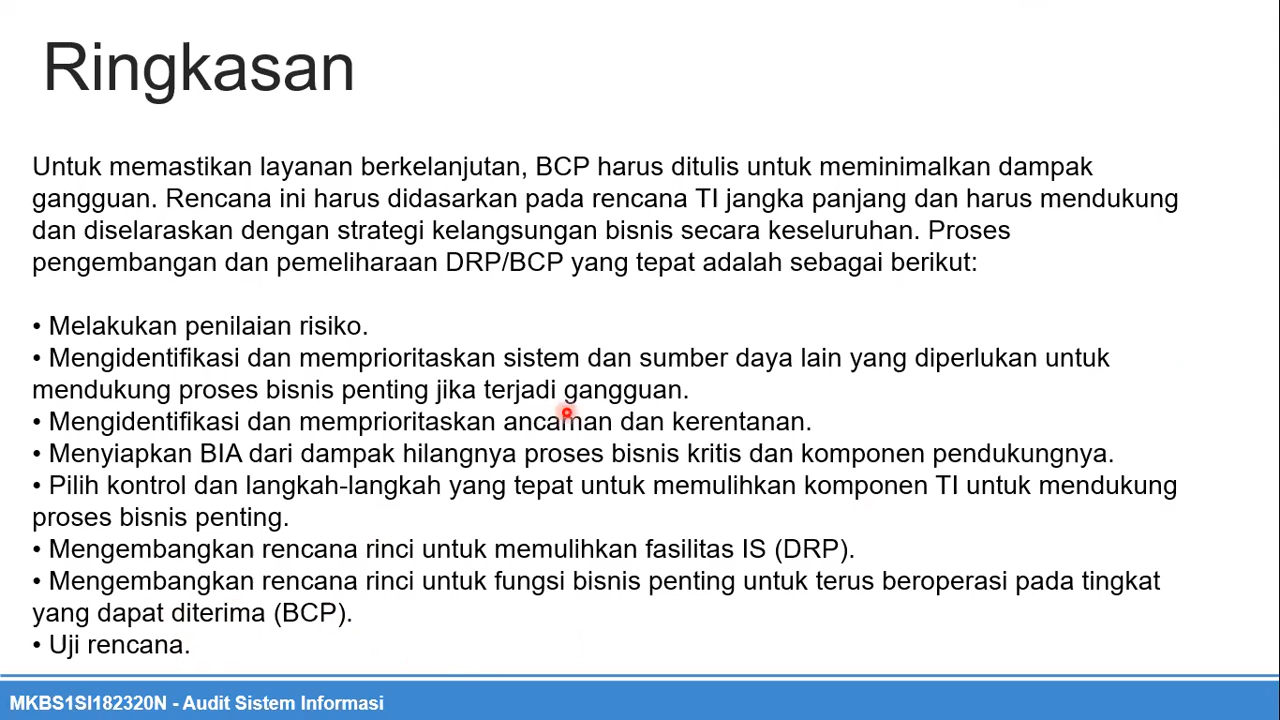 Ringkasan
Untuk memastikan layanan berkelanjutan, BCP harus ditulis untuk meminimalkan dampak
gangguan. Rencana ini harus didasarkan pada rencana TI jangka panjang dan harus mendukung
dan diselaraskan dengan strategi kelangsungan bisnis secara keseluruhan. Proses
pengembangan dan pemeliharaan DRP/BCP yang tepat adalah sebagai berikut:
• Melakukan penilaian risiko.
• Mengidentifikasi dan memprioritaskan sistem dan sumber daya lain yang diperlukan untuk
mendukung proses bisnis penting jika terjadi gangguan.
• Mengidentifikasi dan memprioritaskan ancaman dan kerentanan.
• Menyiapkan BIA dari dampak hilangnya proses bisnis kritis dan komponen pendukungnya.
• Pilih kontrol dan langkah-langkah yang tepat untuk memulihkan komponen TI untuk mendukung
proses bisnis penting.
• Mengembangkan rencana rinci untuk memulihkan fasilitas IS (DRP).
• Mengembangkan rencana rinci untuk fungsi bisnis penting untuk terus beroperasi pada tingkat
yang dapat diterima (BCP).
• Uji rencana.
MKBS1SI182320N - Audit Sistem Informasi